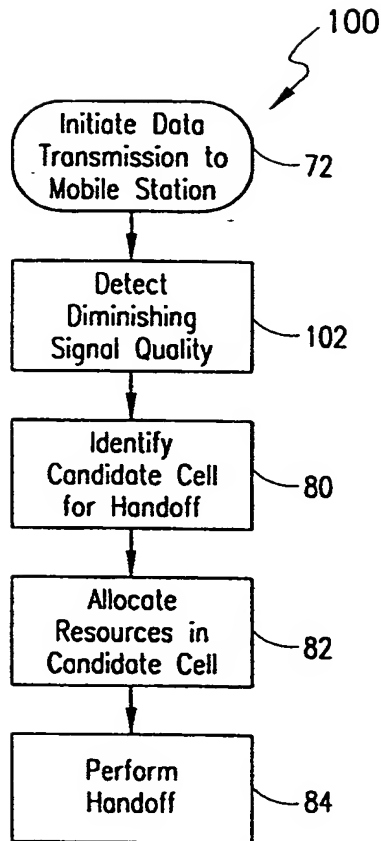 100
Initiate Data
Transmission to
Mobile Station
72
Detect
Diminishing
Signal Quality
102
Identify
Candidate Cell
for Handoff
80
Allocate
Resources in
Candidate Cell
82
Perform
Handoff
84